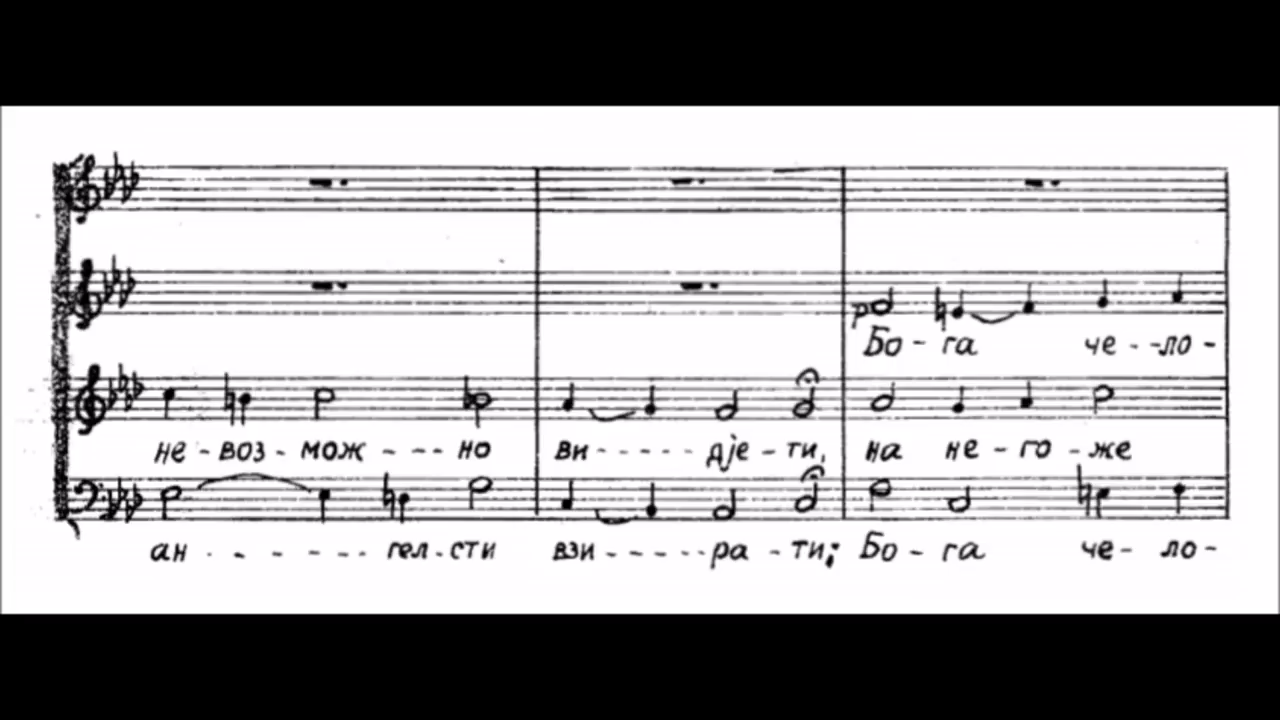 p
Бо - га че - - ло -
не - воз - мож - - - - но ви - - - - - дје - ти, на не - го - же
ан - - - - - - гел - сти взи - - - - - ра - ти; Бо - га че - ло -